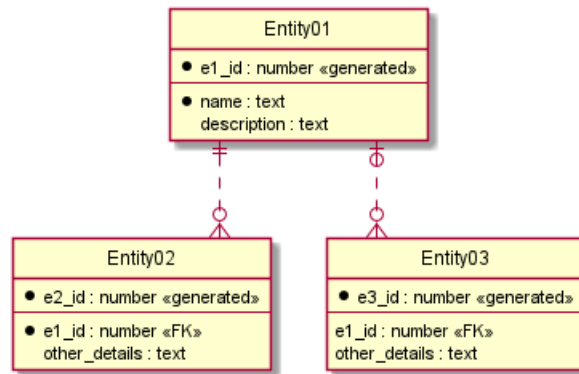 Entity01
e1_id : number «generated»
name : text
description : text
Entity02
e2_id : number «generated»
e1_id : number «FK»
other_details : text
Entity03
e3_id : number «generated»
e1_id : number «FK»
other_details : text